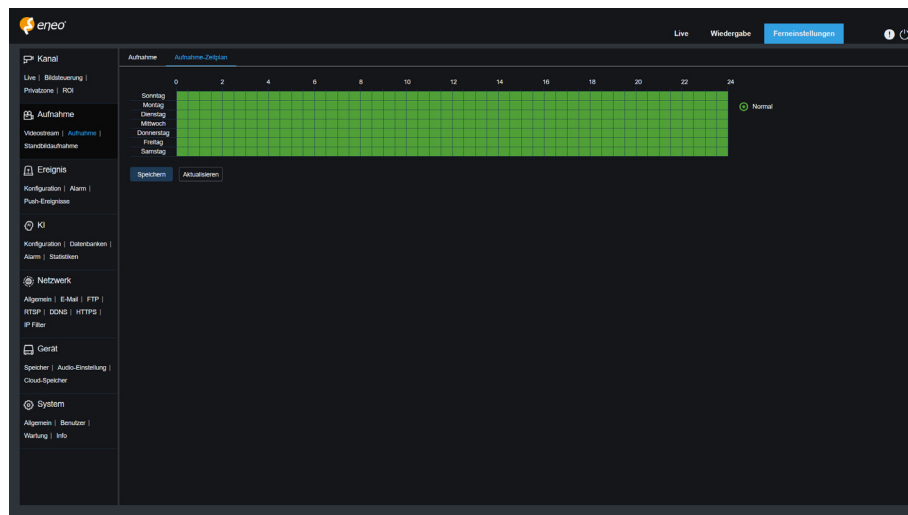 eneo
Live Wiedergabe Ferneinstellungen
Kanal
Live | Bildsteuerung |
Privatzone | ROI
Aufnahme
Videostream | Aufnahme |
Standbildaufnahme
Ereignis
Konfiguration | Alarm |
Push-Ereignisse
KI
Konfiguration | Datenbanken |
Alarm | Statistiken
Netzwerk
Allgemein | E-Mail | FTP |
RTSP | DDNS | HTTPS |
IP Filter
Gerät
Speicher | Audio-Einstellung |
Cloud-Speicher
System
Allgemein | Benutzer |
Wartung | Info
Aufnahme Aufnahme-Zeitplan
0 2 4 6 8 10 12 14 16 18 20 22 24
Sonntag
Montag
Dienstag
Mittwoch
Donnerstag
Freitag
Samstag
Normal
Speichern Aktualisieren